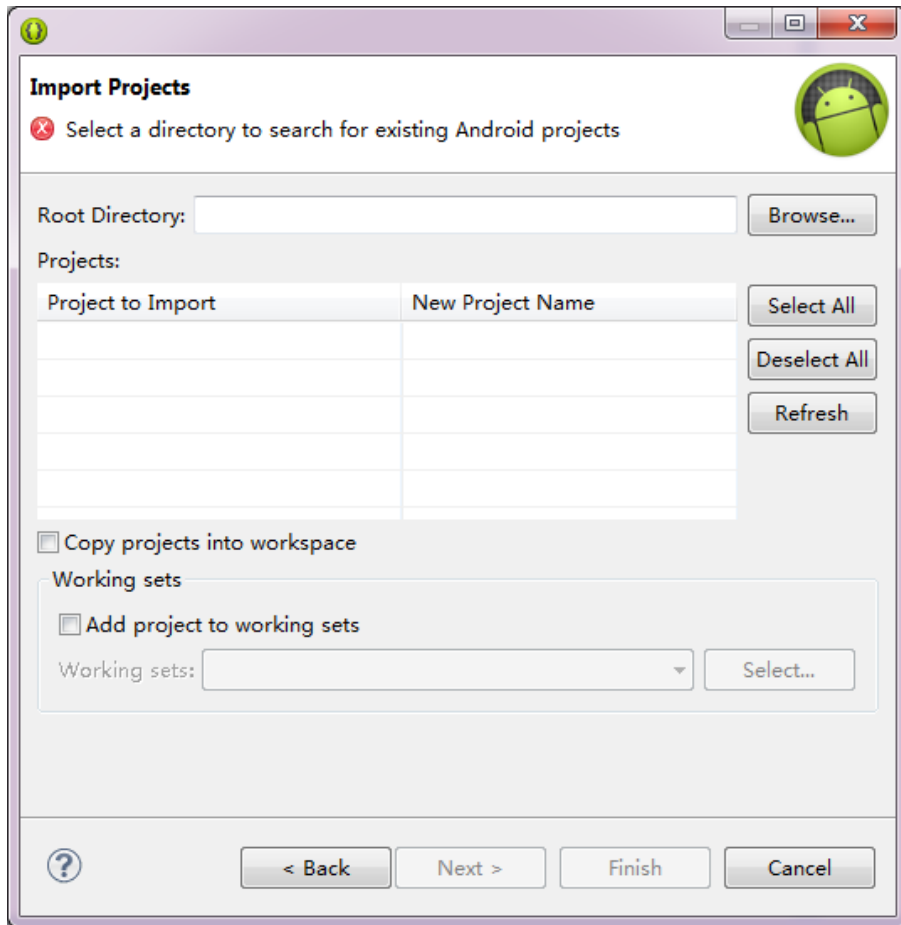 Import Projects
Select a directory to search for existing Android projects
Root Directory:
Browse...
Projects:
Project to Import
New Project Name
Select All
Deselect All
Refresh
Copy projects into workspace
Working sets
Add project to working sets
Working sets:
Select...
?
< Back
Next >
Finish
Cancel